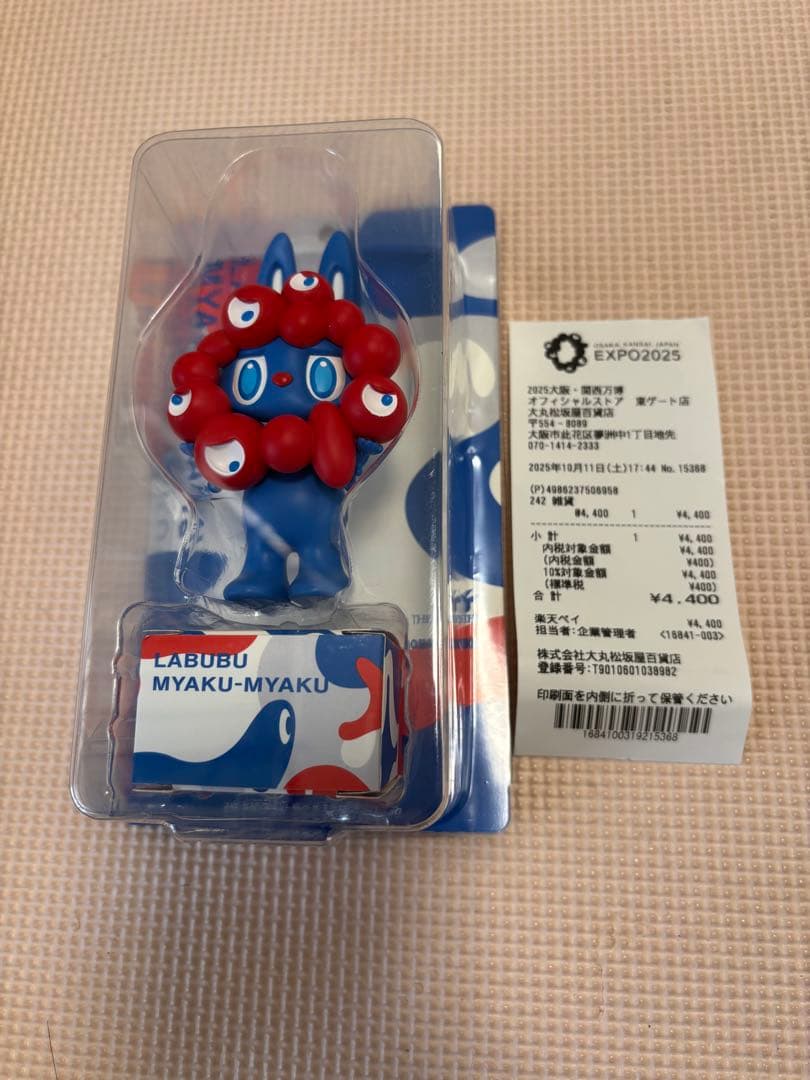 LABUBU
MYAKU-MYAKU
OSAKA, KANSAI, JAPAN
EXPO2025
2025大阪・関西万博
オフィシャルストア 東ゲート店
大丸松坂屋百貨店
〒554-8089
大阪市此花区夢洲中1丁目地先
070-1414-2333
2025年10月11日(土)17:44 No.15368
(P)4986237506958
242 雑貨
@4,400 1 ¥4,400
小 計 1 ¥4,400
内税対象金額 ¥4,400
(内税金額 ¥400)
10%対象金額 ¥4,400
(標準税 ¥400)
合 計 ¥4,400
楽天ペイ ¥4,400
担当者:企業管理者 <16841-003>
株式会社大丸松坂屋百貨店
登録番号:T9010601038982
印刷面を内側に折って保管ください
1684100319215368